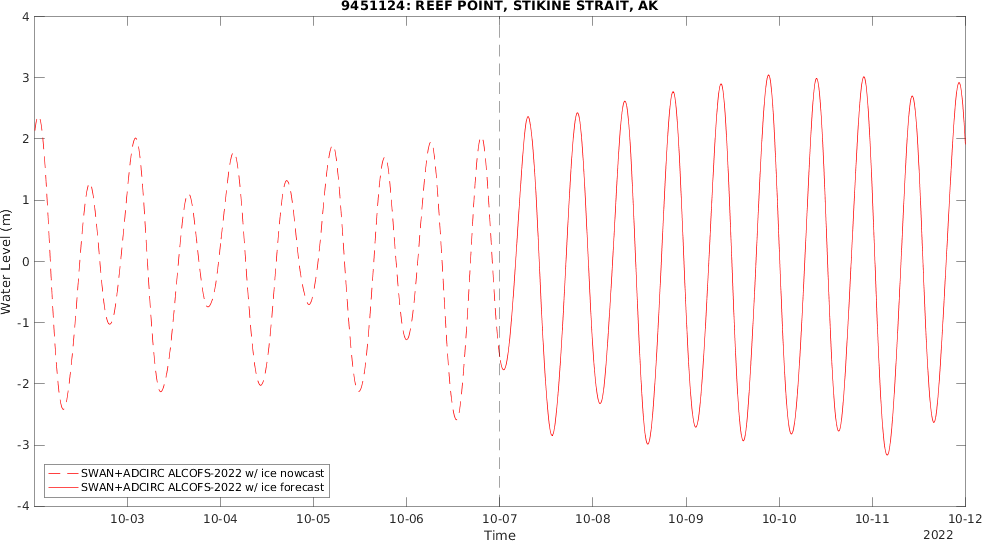 9451124: REEF POINT, STIKINE STRAIT, AK
4
3
2
1
0
-1
-2
-3
-4
Water Level (m)
SWAN+ADCIRC ALCOFS-2022 w/ ice nowcast
SWAN+ADCIRC ALCOFS-2022 w/ ice forecast
10-03 10-04 10-05 10-06 10-07 10-08 10-09 10-10 10-11 10-12
Time
2022